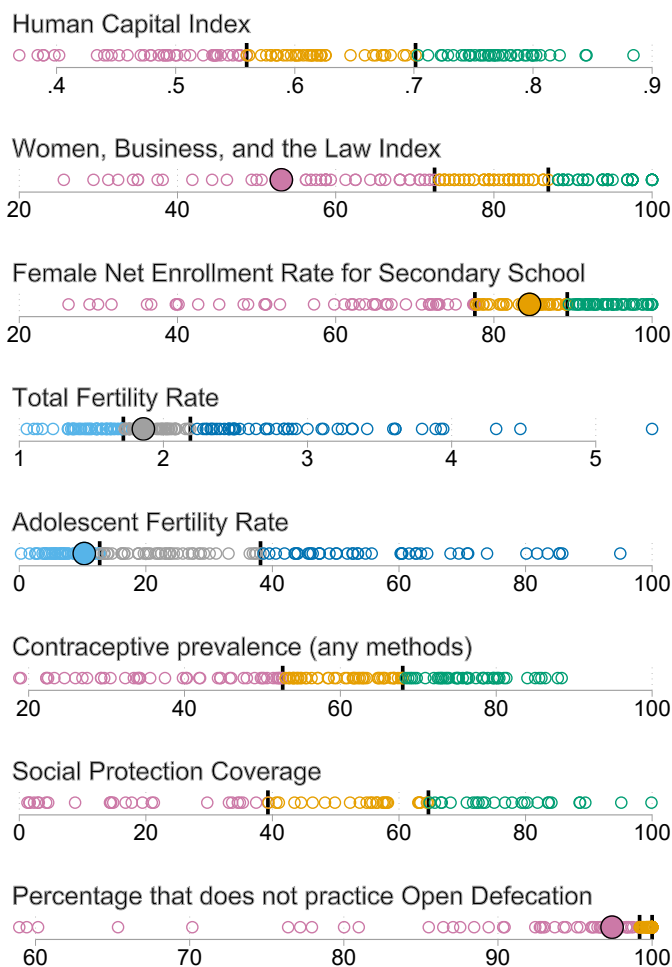 Human Capital Index
.4 .5 .6 .7 .8 .9
Women, Business, and the Law Index
20 40 60 80 100
Female Net Enrollment Rate for Secondary School
20 40 60 80 100
Total Fertility Rate
1 2 3 4 5
Adolescent Fertility Rate
0 20 40 60 80 100
Contraceptive prevalence (any methods)
20 40 60 80 100
Social Protection Coverage
0 20 40 60 80 100
Percentage that does not practice Open Defecation
60 70 80 90 100